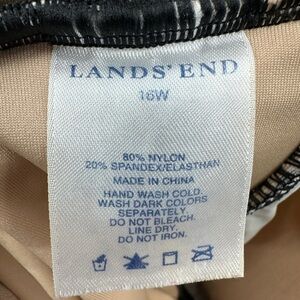 LANDS' END
16W
80% NYLON
20% SPANDEX/ELASTHAN
MADE IN CHINA
HAND WASH COLD.
WASH DARK COLORS
SEPARATELY.
DO NOT BLEACH.
LINE DRY.
DO NOT IRON.